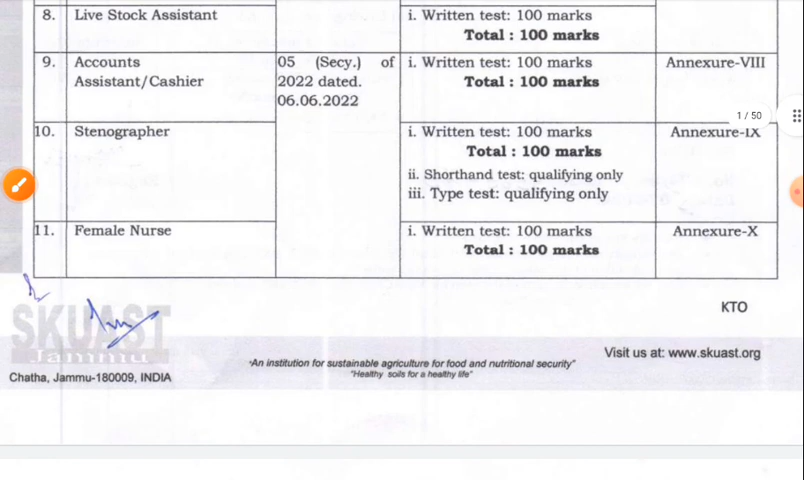 8. Live Stock Assistant i. Written test: 100 marks
Total : 100 marks
9. Accounts 05 (Secy.) of i. Written test: 100 marks Annexure-VIII
Assistant/Cashier 2022 dated. Total : 100 marks
06.06.2022
1 / 50
10. Stenographer i. Written test: 100 marks Annexure-IX
Total : 100 marks
ii. Shorthand test: qualifying only
iii. Type test: qualifying only
11. Female Nurse i. Written test: 100 marks Annexure-X
Total : 100 marks
KTO
SKUAST
Jammu
Visit us at: www.skuast.org
"An institution for sustainable agriculture for food and nutritional security"
Chatha, Jammu-180009, INDIA "Healthy soils for a healthy life"